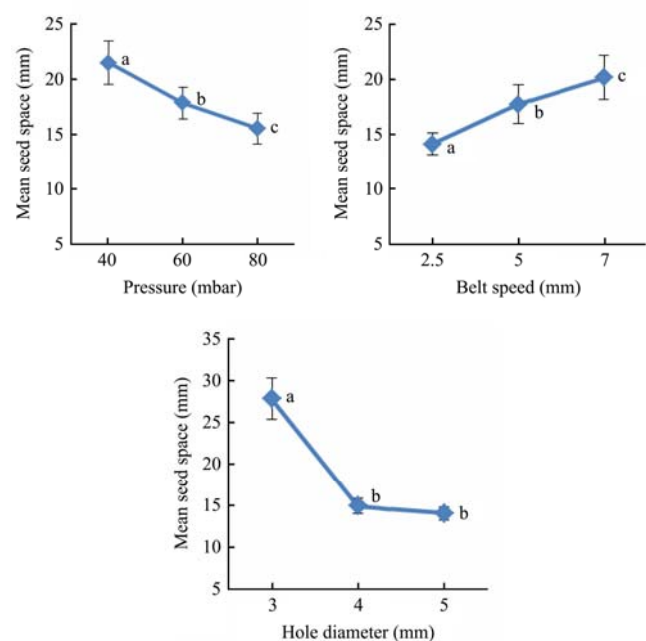 25
20
15
10
5
Mean seed space (mm)
a
b
c
40 60 80
Pressure (mbar)
25
20
15
10
5
Mean seed space (mm)
a
b
c
2.5 5 7
Belt speed (mm)
35
30
25
20
15
10
5
Mean seed space (mm)
a
b
b
3 4 5
Hole diameter (mm)